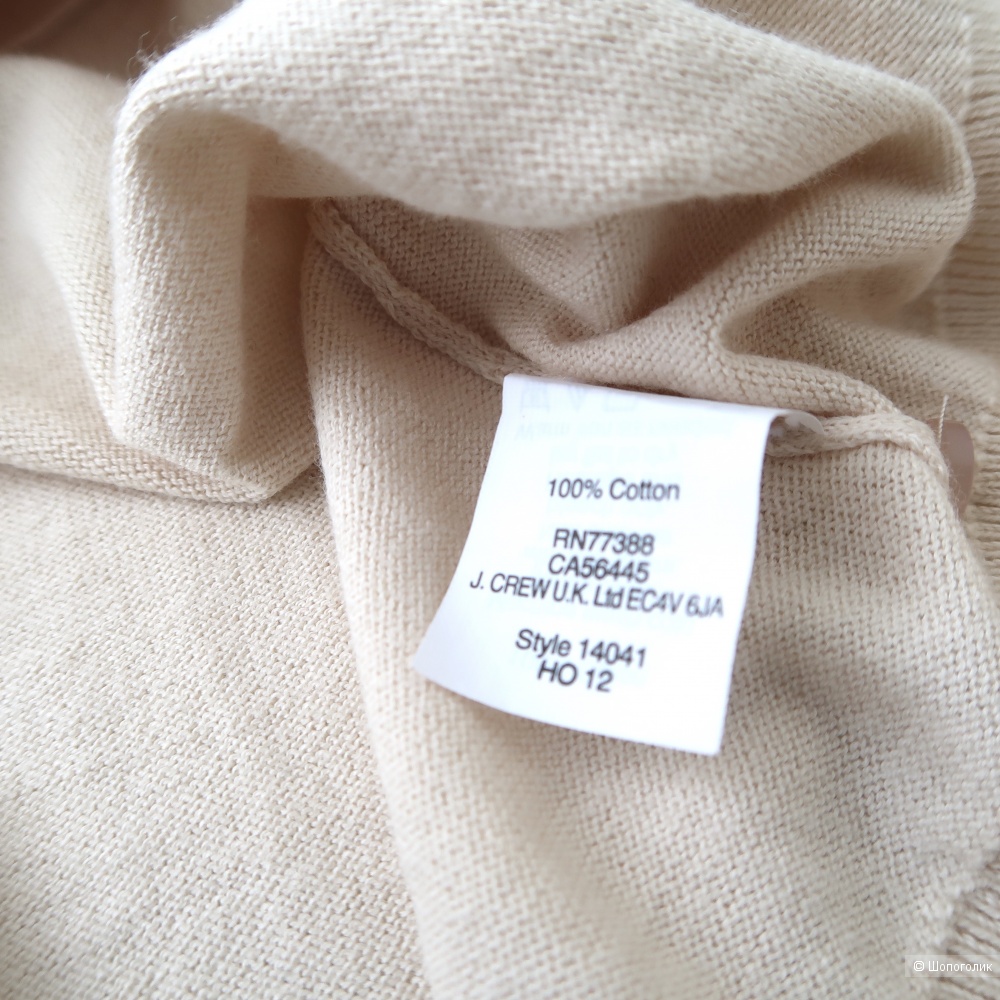 100% Cotton
RN77388
CA56445
J. CREW U.K. Ltd EC4V 6JA
Style 14041
HO 12
© Шопоголик